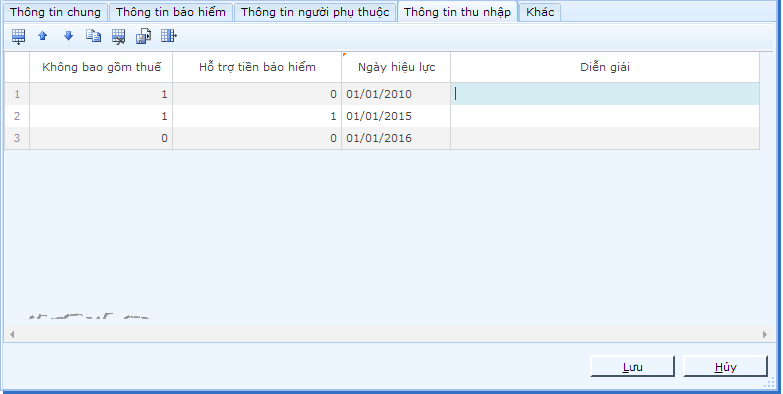 Thông tin chung Thông tin bảo hiểm Thông tin người phụ thuộc Thông tin thu nhập Khác
Không bao gồm thuế Hỗ trợ tiền bảo hiểm Ngày hiệu lực Diễn giải
1 1 0 01/01/2010
2 1 1 01/01/2015
3 0 0 01/01/2016
Lưu Hủy